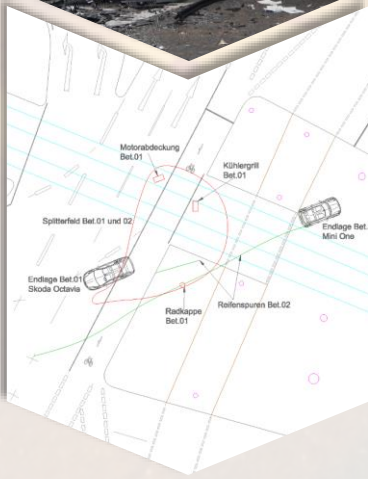 Motorabdeckung
Bet.01
Kühlergrill
Bet.01
Splitterfeld Bet.01 und 02
Endlage Bet.
Mini One
Endlage Bet.01
Skoda Octavia
Radkappe
Bet.01
Reifenspuren Bet.02